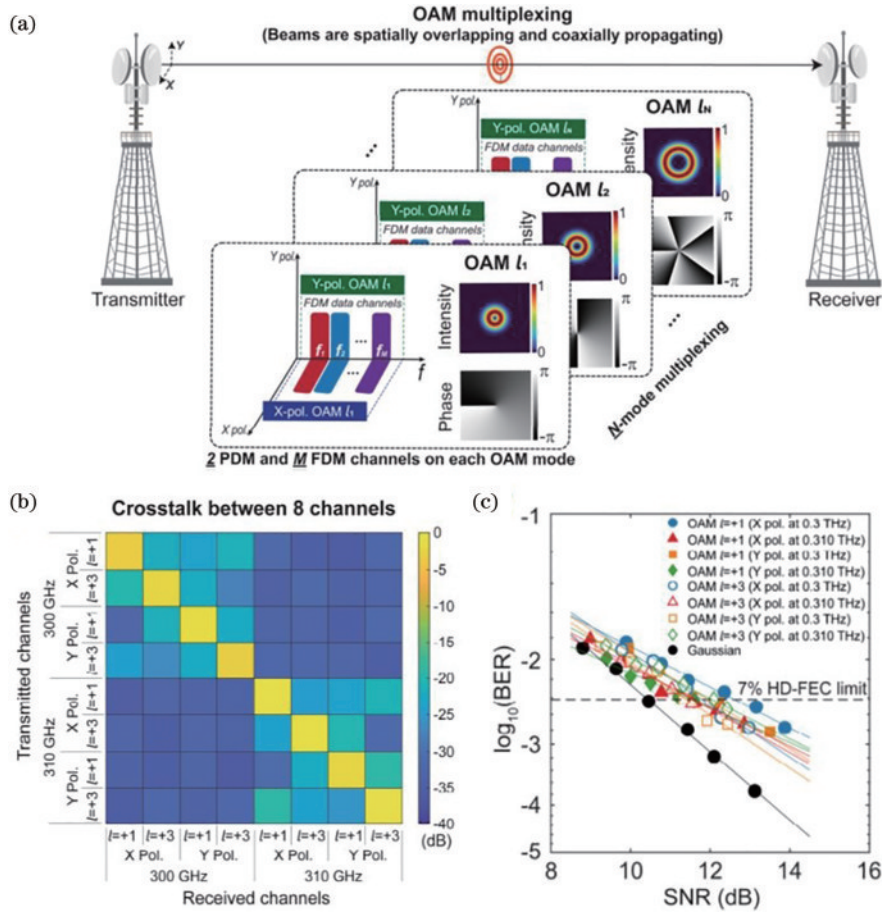 (a)
OAM multiplexing
(Beams are spatially overlapping and coaxially propagating)
Y
X
Transmitter
Receiver
Y pol.
Y-pol. OAM lN
FDM data channels
OAM lN
1
0
π
-π
...
Y pol.
Y-pol. OAM l2
FDM data channels
OAM l2
1
0
π
-π
...
Y pol.
Y-pol. OAM l1
FDM data channels
f1 f2 ... fM
f
...
X-pol. OAM l1
X pol.
OAM l1
Intensity
1
0
Phase
π
-π
N-mode multiplexing
2 PDM and M FDM channels on each OAM mode
(b)
Crosstalk between 8 channels
Transmitted channels
300 GHz
X Pol.
l=+1
l=+3
Y Pol.
l=+1
l=+3
310 GHz
X Pol.
l=+1
l=+3
Y Pol.
l=+1
l=+3
0
-5
-10
-15
-20
-25
-30
-35
-40
(dB)
l=+1 l=+3 l=+1 l=+3 l=+1 l=+3 l=+1 l=+3
X Pol. Y Pol. X Pol. Y Pol.
300 GHz 310 GHz
Received channels
(c)
log10(BER)
-1
-2
-3
-4
-5
OAM l=+1 (X pol. at 0.3 THz)
OAM l=+1 (X pol. at 0.310 THz)
OAM l=+1 (Y pol. at 0.3 THz)
OAM l=+1 (Y pol. at 0.310 THz)
OAM l=+3 (X pol. at 0.3 THz)
OAM l=+3 (X pol. at 0.310 THz)
OAM l=+3 (Y pol. at 0.3 THz)
OAM l=+3 (Y pol. at 0.310 THz)
Gaussian
7% HD-FEC limit
8 10 12 14 16
SNR (dB)